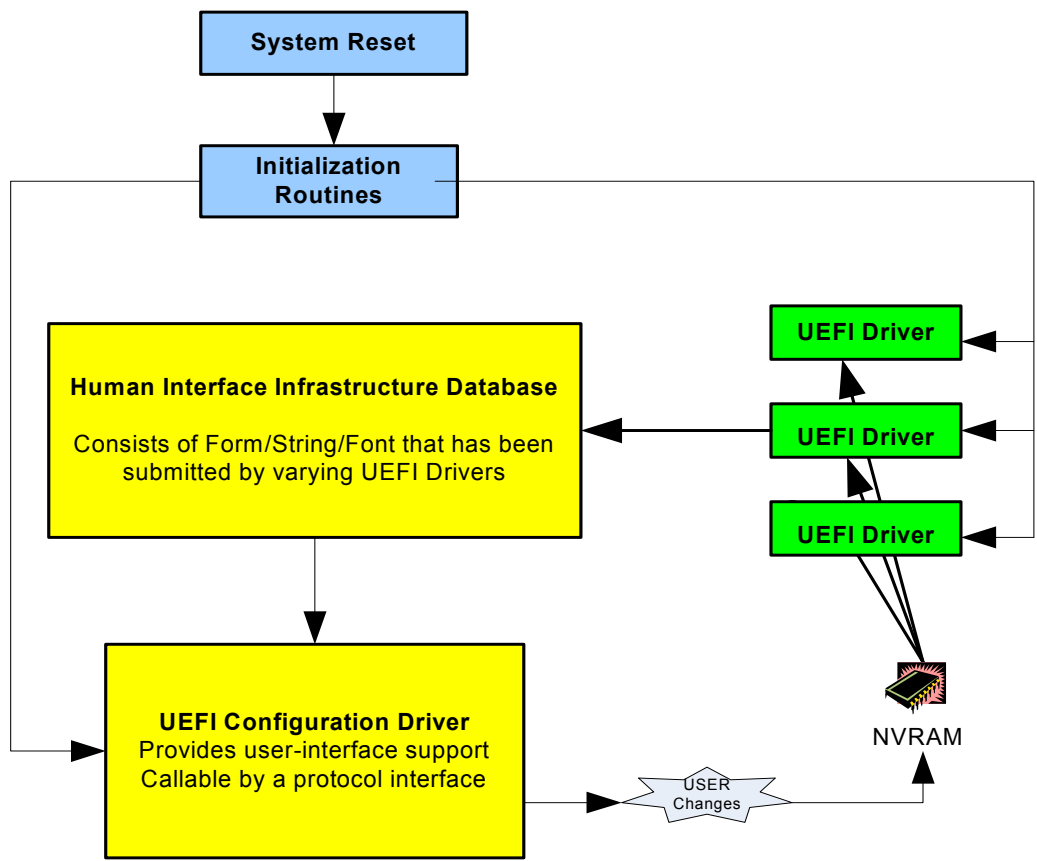 System Reset
Initialization
Routines
Human Interface Infrastructure Database
Consists of Form/String/Font that has been
submitted by varying UEFI Drivers
UEFI Driver
UEFI Driver
UEFI Driver
UEFI Configuration Driver
Provides user-interface support
Callable by a protocol interface
USER
Changes
NVRAM